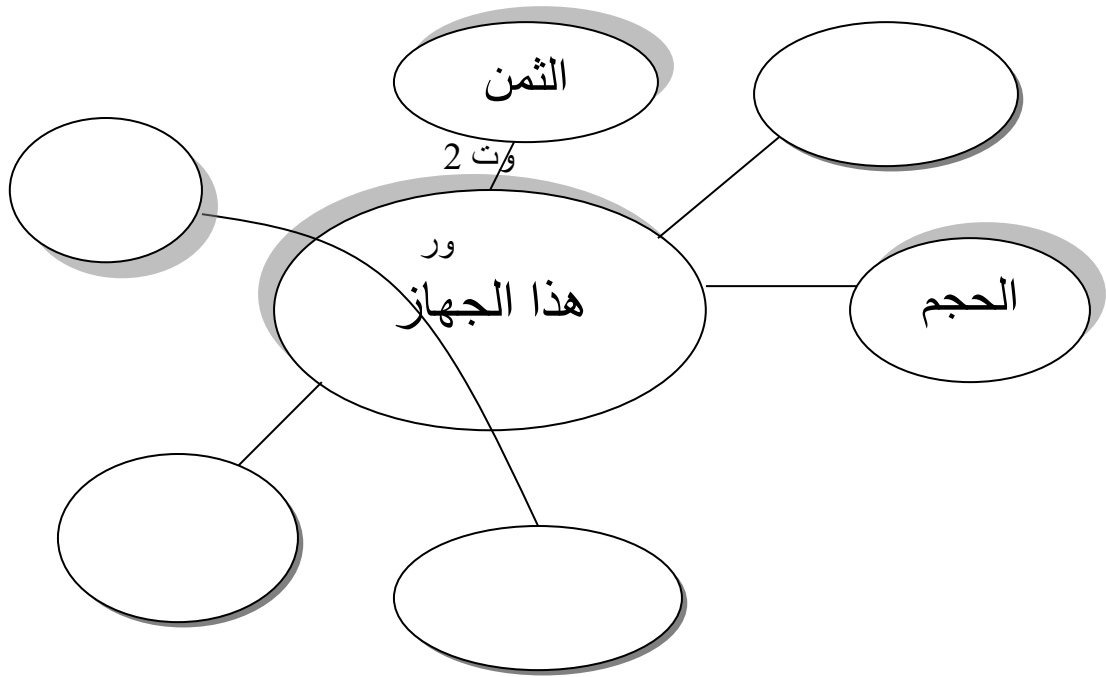 الثمن
وت 2
الحجم
ور
هذا الجهاز